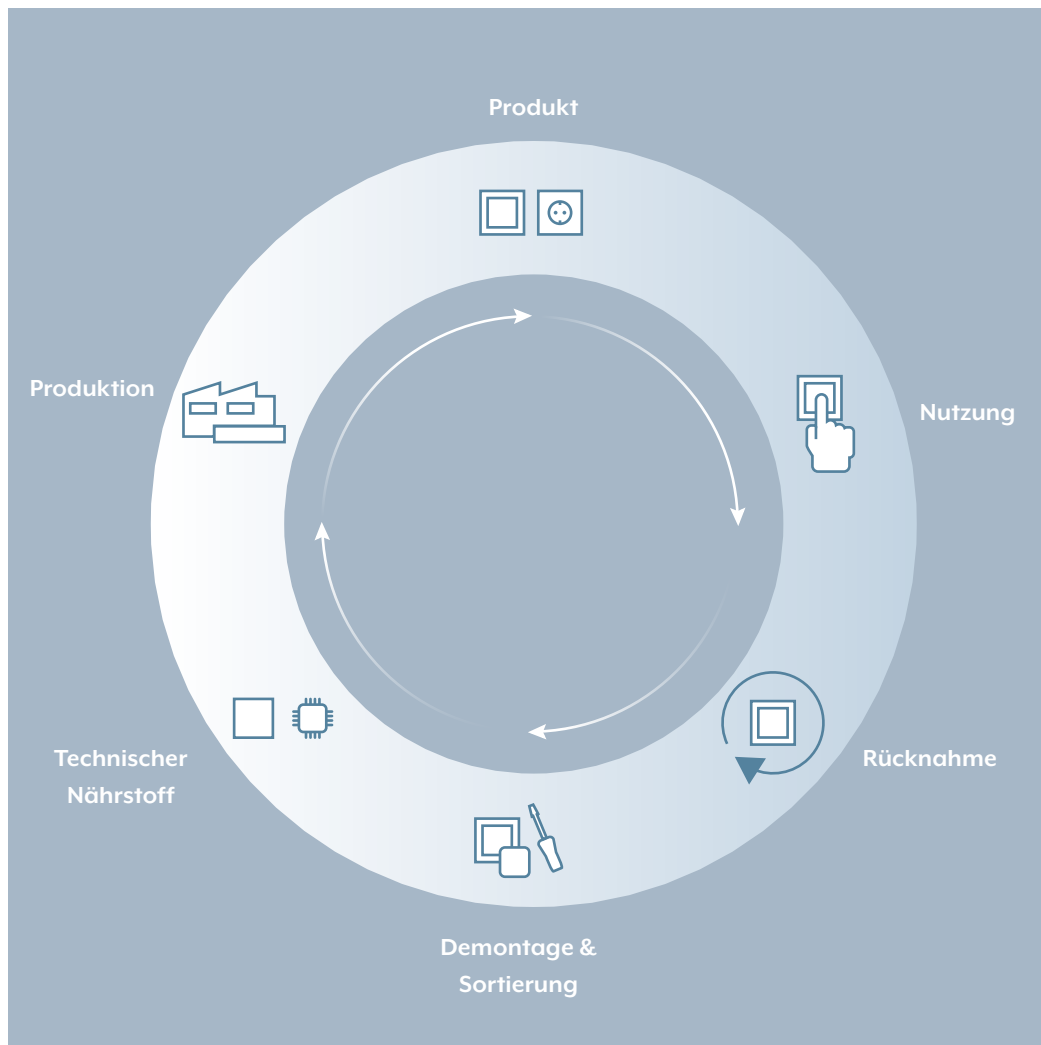 Produkt
Produktion
Nutzung
Technischer
Nährstoff
Rücknahme
Demontage &
Sortierung